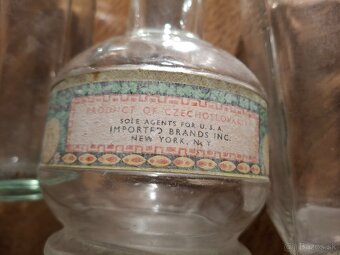 PRODUCT OF CZECHOSLOVAKIA
SOLE AGENTS FOR U.S.A.
IMPORTED BRANDS INC.
NEW YORK, N.Y.